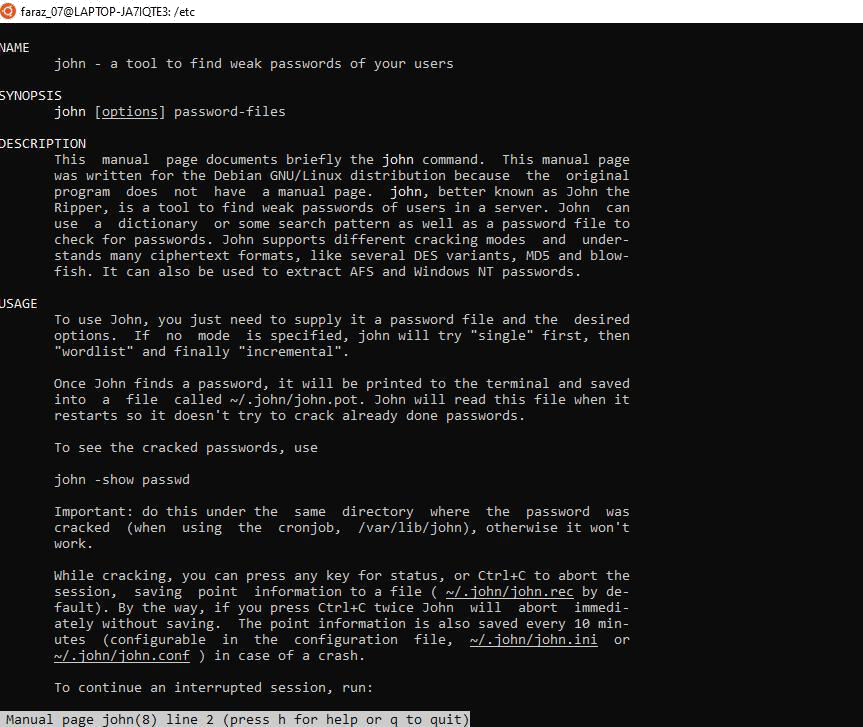 faraz_07@LAPTOP-JA7IQTE3: /etc
NAME
john - a tool to find weak passwords of your users
SYNOPSIS
john [options] password-files
DESCRIPTION
This manual page documents briefly the john command. This manual page
was written for the Debian GNU/Linux distribution because the original
program does not have a manual page. john, better known as John the
Ripper, is a tool to find weak passwords of users in a server. John can
use a dictionary or some search pattern as well as a password file to
check for passwords. John supports different cracking modes and under-
stands many ciphertext formats, like several DES variants, MD5 and blow-
fish. It can also be used to extract AFS and Windows NT passwords.
USAGE
To use John, you just need to supply it a password file and the desired
options. If no mode is specified, john will try "single" first, then
"wordlist" and finally "incremental".
Once John finds a password, it will be printed to the terminal and saved
into a file called ~/.john/john.pot. John will read this file when it
restarts so it doesn't try to crack already done passwords.
To see the cracked passwords, use
john -show passwd
Important: do this under the same directory where the password was
cracked (when using the cronjob, /var/lib/john), otherwise it won't
work.
While cracking, you can press any key for status, or Ctrl+C to abort the
session, saving point information to a file ( ~/.john/john.rec by de-
fault). By the way, if you press Ctrl+C twice John will abort immedi-
ately without saving. The point information is also saved every 10 min-
utes (configurable in the configuration file, ~/.john/john.ini or
~/.john/john.conf ) in case of a crash.
To continue an interrupted session, run:
Manual page john(8) line 2 (press h for help or q to quit)